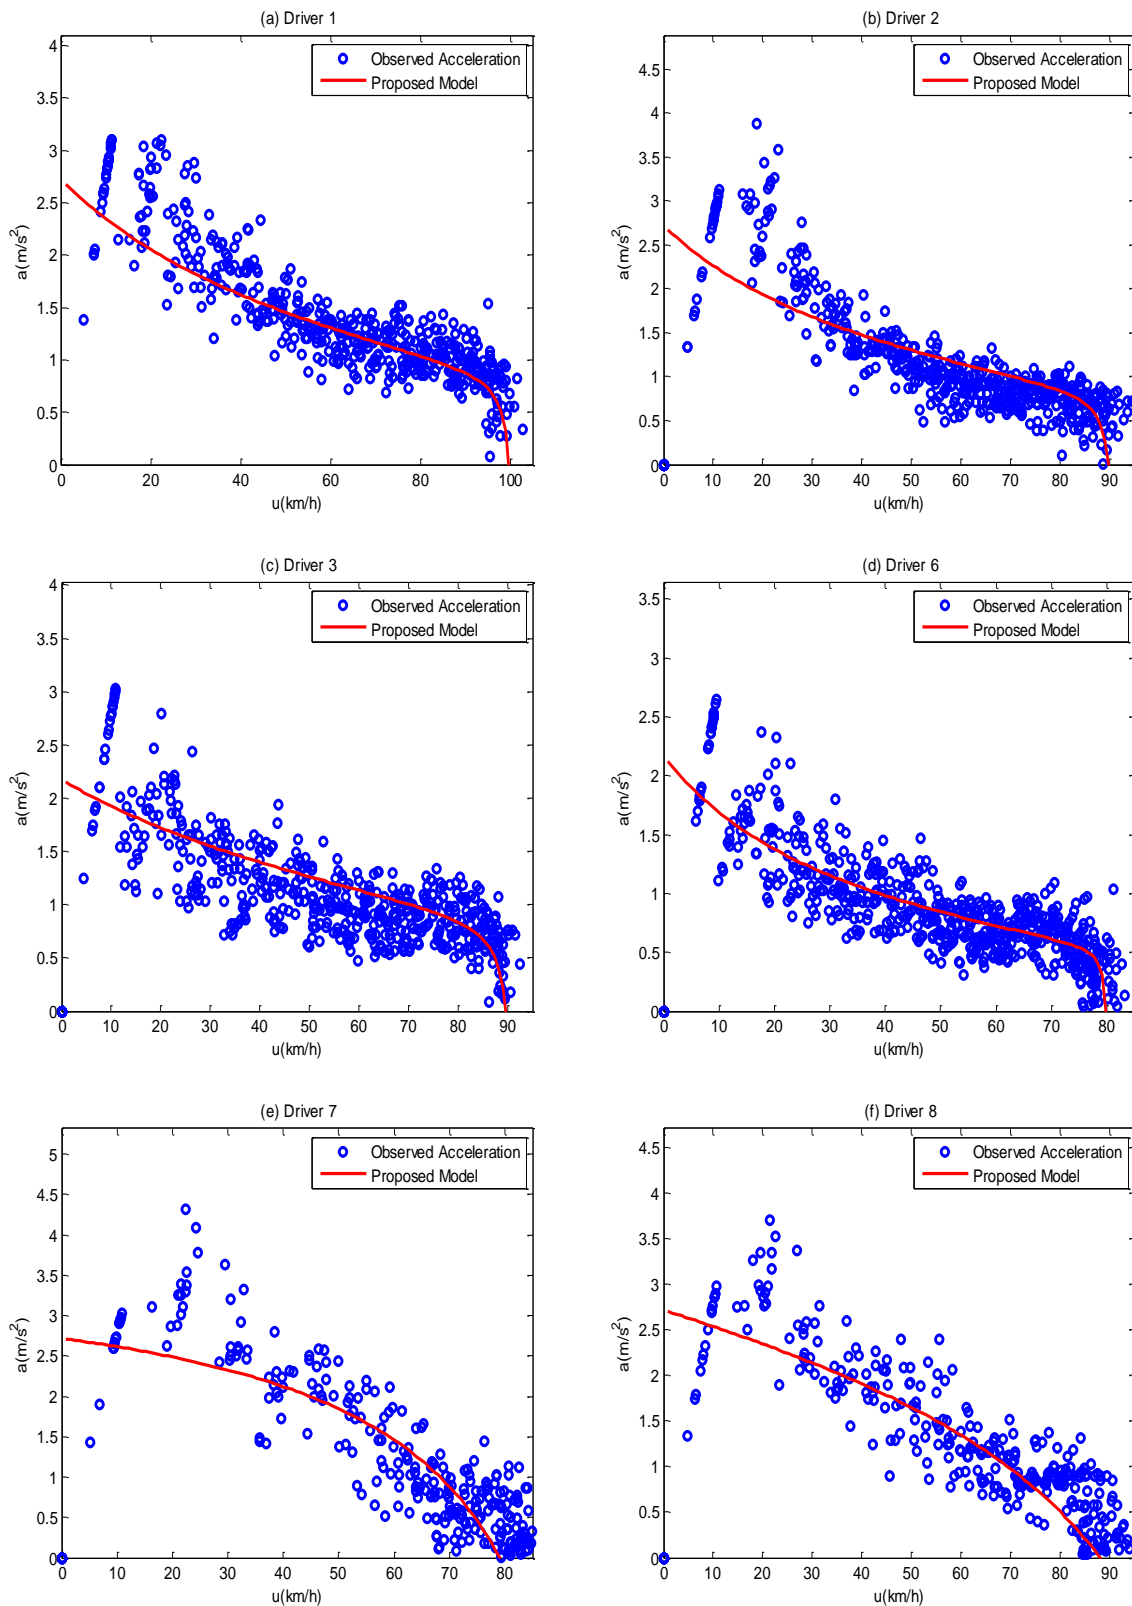 (a) Driver 1
4
3.5
3
2.5
2
1.5
1
0.5
0
a(m/s²)
0 20 40 60 80 100
u(km/h)
Observed Acceleration
Proposed Model
(b) Driver 2
4.5
4
3.5
3
2.5
2
1.5
1
0.5
0
a(m/s²)
0 10 20 30 40 50 60 70 80 90
u(km/h)
Observed Acceleration
Proposed Model
(c) Driver 3
4
3.5
3
2.5
2
1.5
1
0.5
0
a(m/s²)
0 10 20 30 40 50 60 70 80 90
u(km/h)
Observed Acceleration
Proposed Model
(d) Driver 6
3.5
3
2.5
2
1.5
1
0.5
0
a(m/s²)
0 10 20 30 40 50 60 70 80
u(km/h)
Observed Acceleration
Proposed Model
(e) Driver 7
5
4.5
4
3.5
3
2.5
2
1.5
1
0.5
0
a(m/s²)
0 10 20 30 40 50 60 70 80
u(km/h)
Observed Acceleration
Proposed Model
(f) Driver 8
4.5
4
3.5
3
2.5
2
1.5
1
0.5
0
a(m/s²)
0 10 20 30 40 50 60 70 80 90
u(km/h)
Observed Acceleration
Proposed Model